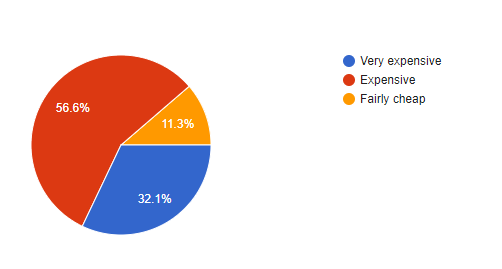 Very expensive
Expensive
Fairly cheap
56.6%
11.3%
32.1%